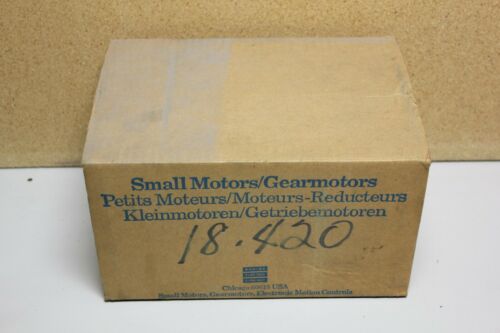 Small Motors/Gearmotors
Petits Moteurs/Moteurs-Reducteurs
Kleinmotoren/Getriebemotoren
18.420
Chicago 60618 USA
Small Motors, Gearmotors, Electronic Motion Controls